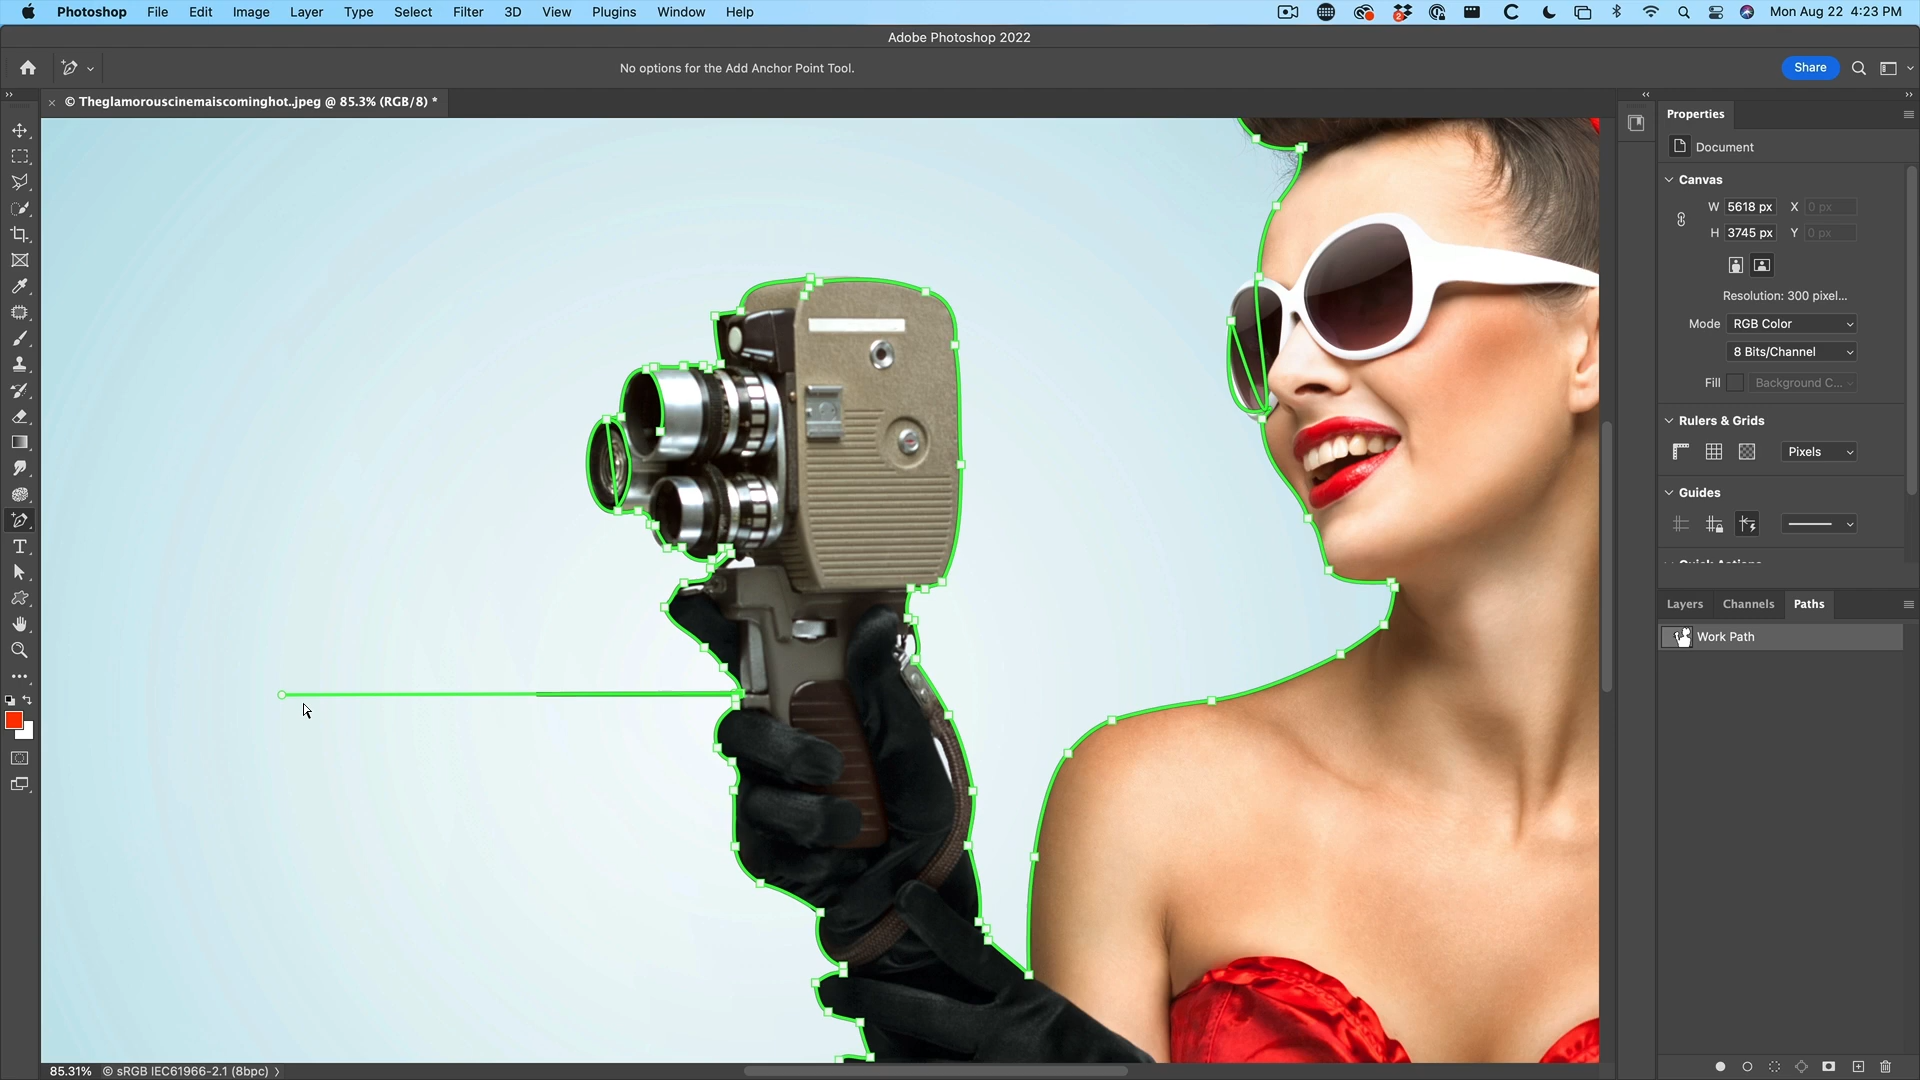 Photoshop File Edit Image Layer Type Select Filter 3D View Plugins Window Help
2
Mon Aug 22 4:23 PM
Adobe Photoshop 2022
No options for the Add Anchor Point Tool.
Share
× © Theglamorouscinemaiscominghot..jpeg @ 85.3% (RGB/8) *
Properties
Document
Canvas
W 5618 px X 0 px
H 3745 px Y 0 px
Resolution: 300 pixel...
Mode RGB Color
8 Bits/Channel
Fill Background C...
Rulers & Grids
Pixels
Guides
Quick Actions
Layers Channels Paths
Work Path
85.31% © sRGB IEC61966-2.1 (8bpc)